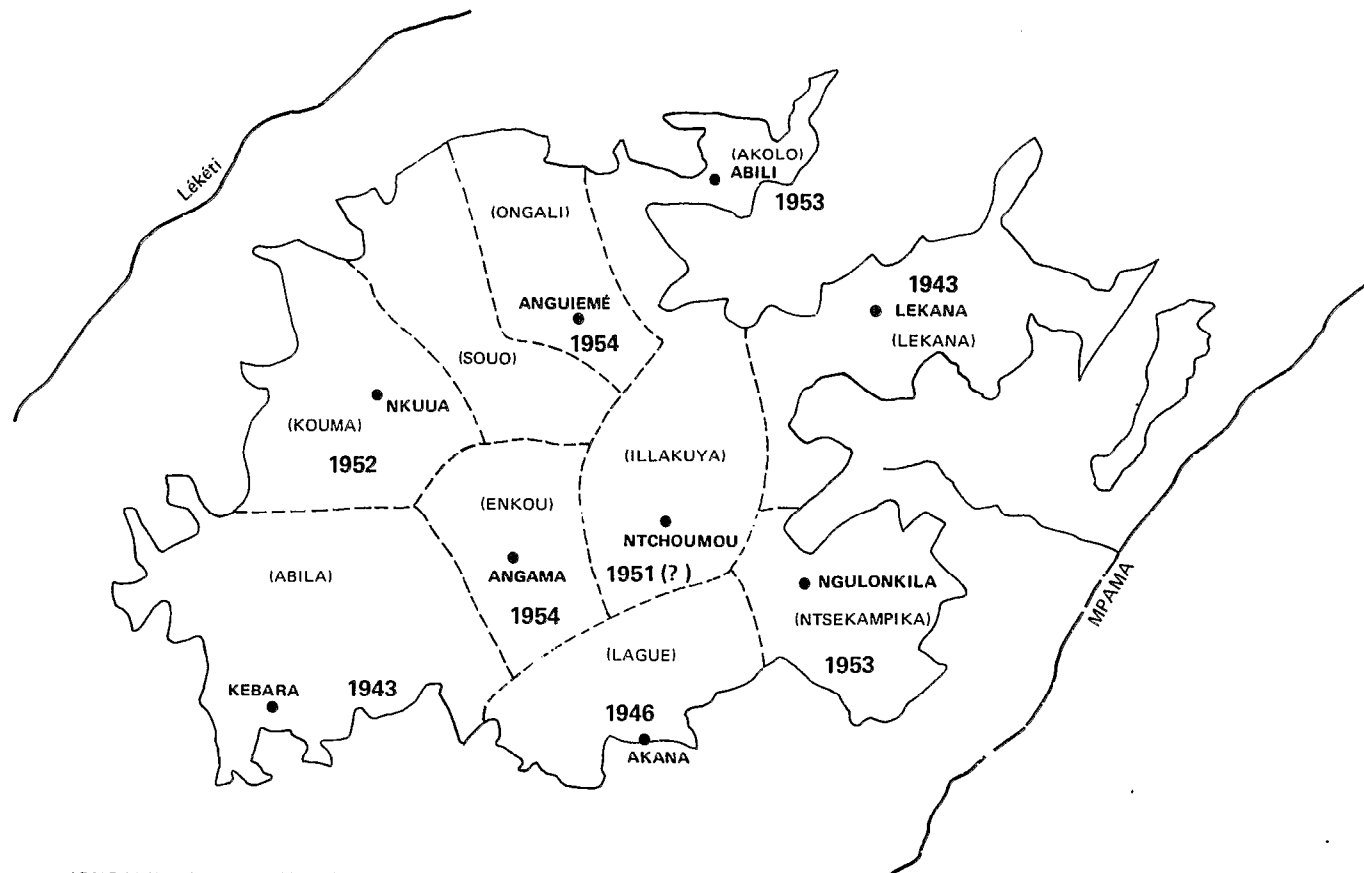 Lékéti
(AKOLO)
ABILI
1953
(ONGALI)
1943
LEKANA
(LEKANA)
ANGUIEMÉ
1954
(SOUO)
NKUUA
(KOUMA)
1952
(ILLAKUYA)
(ENKOU)
NTCHOUMOU
1951 (?)
ANGAMA
1954
(ABILA)
NGULONKILA
(NTSEKAMPIKA)
1953
MPAMA
(LAGUE)
KEBARA
1943
1946
AKANA